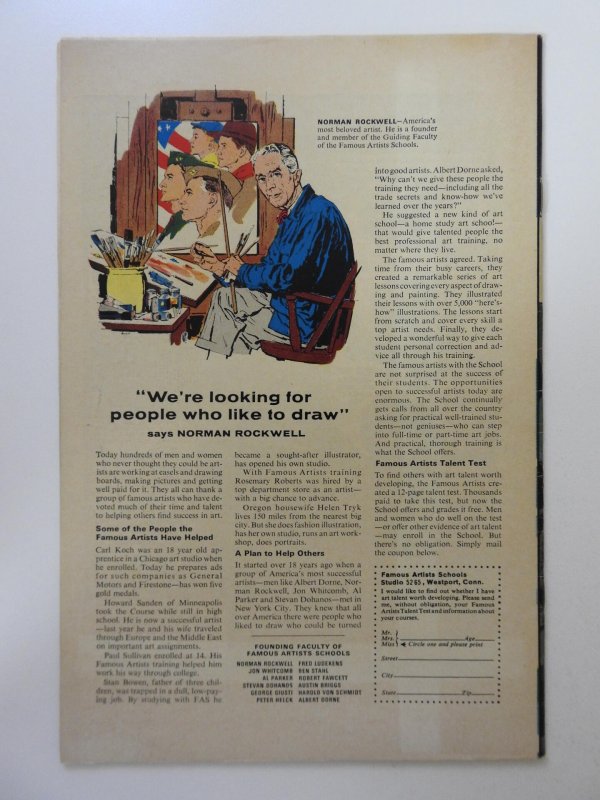 NORMAN ROCKWELL—America's
most beloved artist. He is a founder
and member of the Guiding Faculty
of the Famous Artists Schools.
"We're looking for
people who like to draw"
says NORMAN ROCKWELL
Today hundreds of men and women
who never thought they could be art-
ists are working at easels and drawing
boards, making pictures and getting
well paid for it. They all can thank a
group of famous artists who have de-
voted much of their time and talent
to helping others find success in art.
Some of the People the
Famous Artists Have Helped
Carl Koch was an 18 year old ap-
prentice in a Chicago art studio when
he enrolled. Today he prepares ads
for such companies as General
Motors and Firestone—has won five
gold medals.
Howard Sanden of Minneapolis
took the Course while still in high
school. He is now a successful artist
—last year he and his wife traveled
through Europe and the Middle East
on important art assignments.
Paul Sullivan enrolled at 14. His
Famous Artists training helped him
work his way through college.
Stan Bowen, father of three chil-
dren, was trapped in a dull, low-pay-
ing job. By studying with FAS he
became a sought-after illustrator,
has opened his own studio.
With Famous Artists training
Rosemary Roberts was hired by a
top department store as an artist—
with a big chance to advance.
Oregon housewife Helen Tryk
lives 150 miles from the nearest big
city. But she does fashion illustration,
has her own studio, runs an art work-
shop, does portraits.
A Plan to Help Others
It started over 18 years ago when a
group of America's most successful
artists—men like Albert Dorne, Nor-
man Rockwell, Jon Whitcomb, Al
Parker and Stevan Dohanos—met in
New York City. They knew that all
over America there were people who
liked to draw who could be turned
FOUNDING FACULTY OF
FAMOUS ARTISTS SCHOOLS
NORMAN ROCKWELL FRED LUDEKENS
JON WHITCOMB BEN STAHL
AL PARKER ROBERT FAWCETT
STEVAN DOHANOS AUSTIN BRIGGS
GEORGE GIUSTI HAROLD VON SCHMIDT
PETER HELCK ALBERT DORNE
into good artists. Albert Dorne asked,
"Why can't we give these people the
training they need—including all the
trade secrets and know-how we've
learned over the years?"
He suggested a new kind of art
school—a home study art school—
that would give talented people the
best professional art training, no
matter where they live.
The famous artists agreed. Taking
time from their busy careers, they
created a remarkable series of art
lessons covering every aspect of draw-
ing and painting. They illustrated
their lessons with over 5,000 "here's-
how" illustrations. The lessons start
from scratch and cover every skill a
top artist needs. Finally, they de-
veloped a wonderful way to give each
student personal correction and ad-
vice all through his training.
The famous artists with the School
are not surprised at the success of
their students. The opportunities
open to successful artists today are
enormous. The School continually
gets calls from all over the country
asking for practical well-trained stu-
dents—not geniuses—who can step
into full-time or part-time art jobs.
And practical, thorough training is
what the School offers.
Famous Artists Talent Test
To find others with art talent worth
developing, the Famous Artists cre-
ated a 12-page talent test. Thousands
paid to take this test, but now the
School offers and grades it free. Men
and women who do well on the test
—or offer other evidence of art talent
—may enroll in the School. But
there's no obligation. Simply mail
the coupon below.
Famous Artists Schools
Studio 5265, Westport, Conn.
I would like to find out whether I have
art talent worth developing. Please send
me, without obligation, your Famous
Artists Talent Test and information about
your courses.
Mr.
Mrs. Age
Miss Circle one and please print
Street
City
State Zip